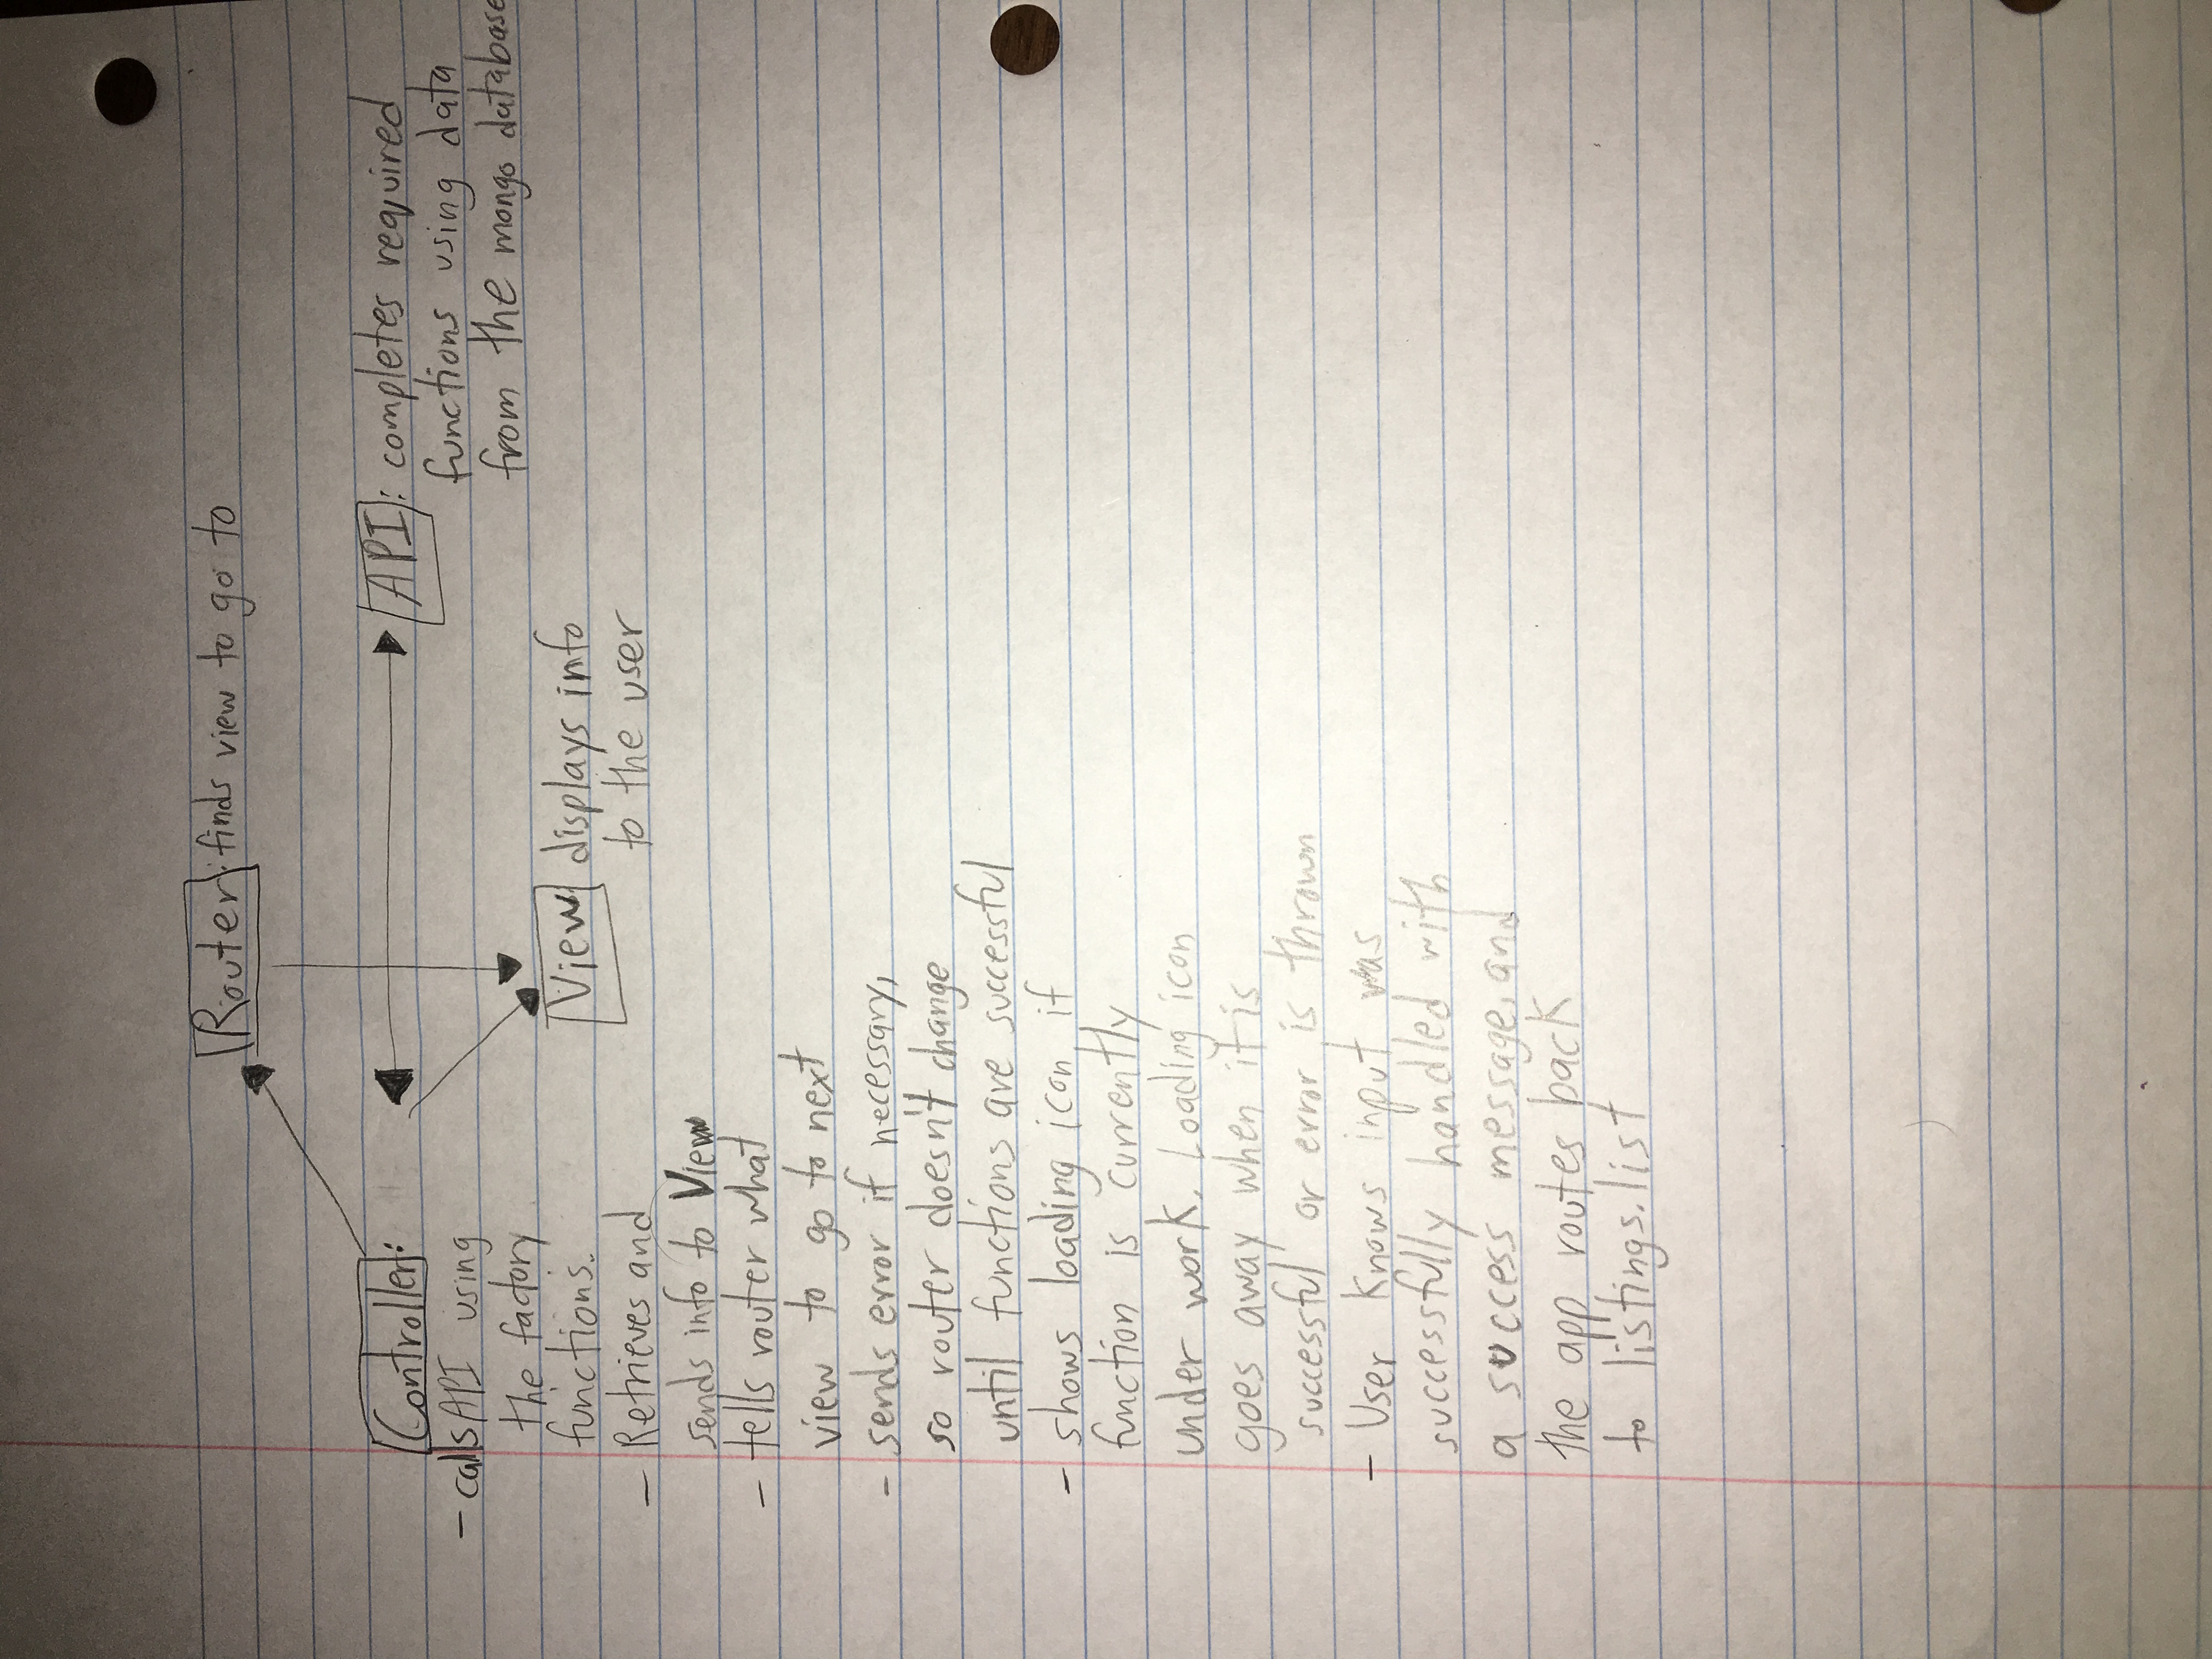 Router: finds view to go to
Controller:
- calls API using
the factory
functions.
- Retrieves and
sends info to View
- tells router what
view to go to next
- sends error if necessary,
so router doesn't change
until functions are successful
- shows loading icon if
function is currently
under work. Loading icon
goes away when it is
successful or error is thrown
- User knows input was
successfully handled with
a success message, and
the app routes back
to listings.list
API: completes required
functions using data
from the mongo database
View displays info
to the user